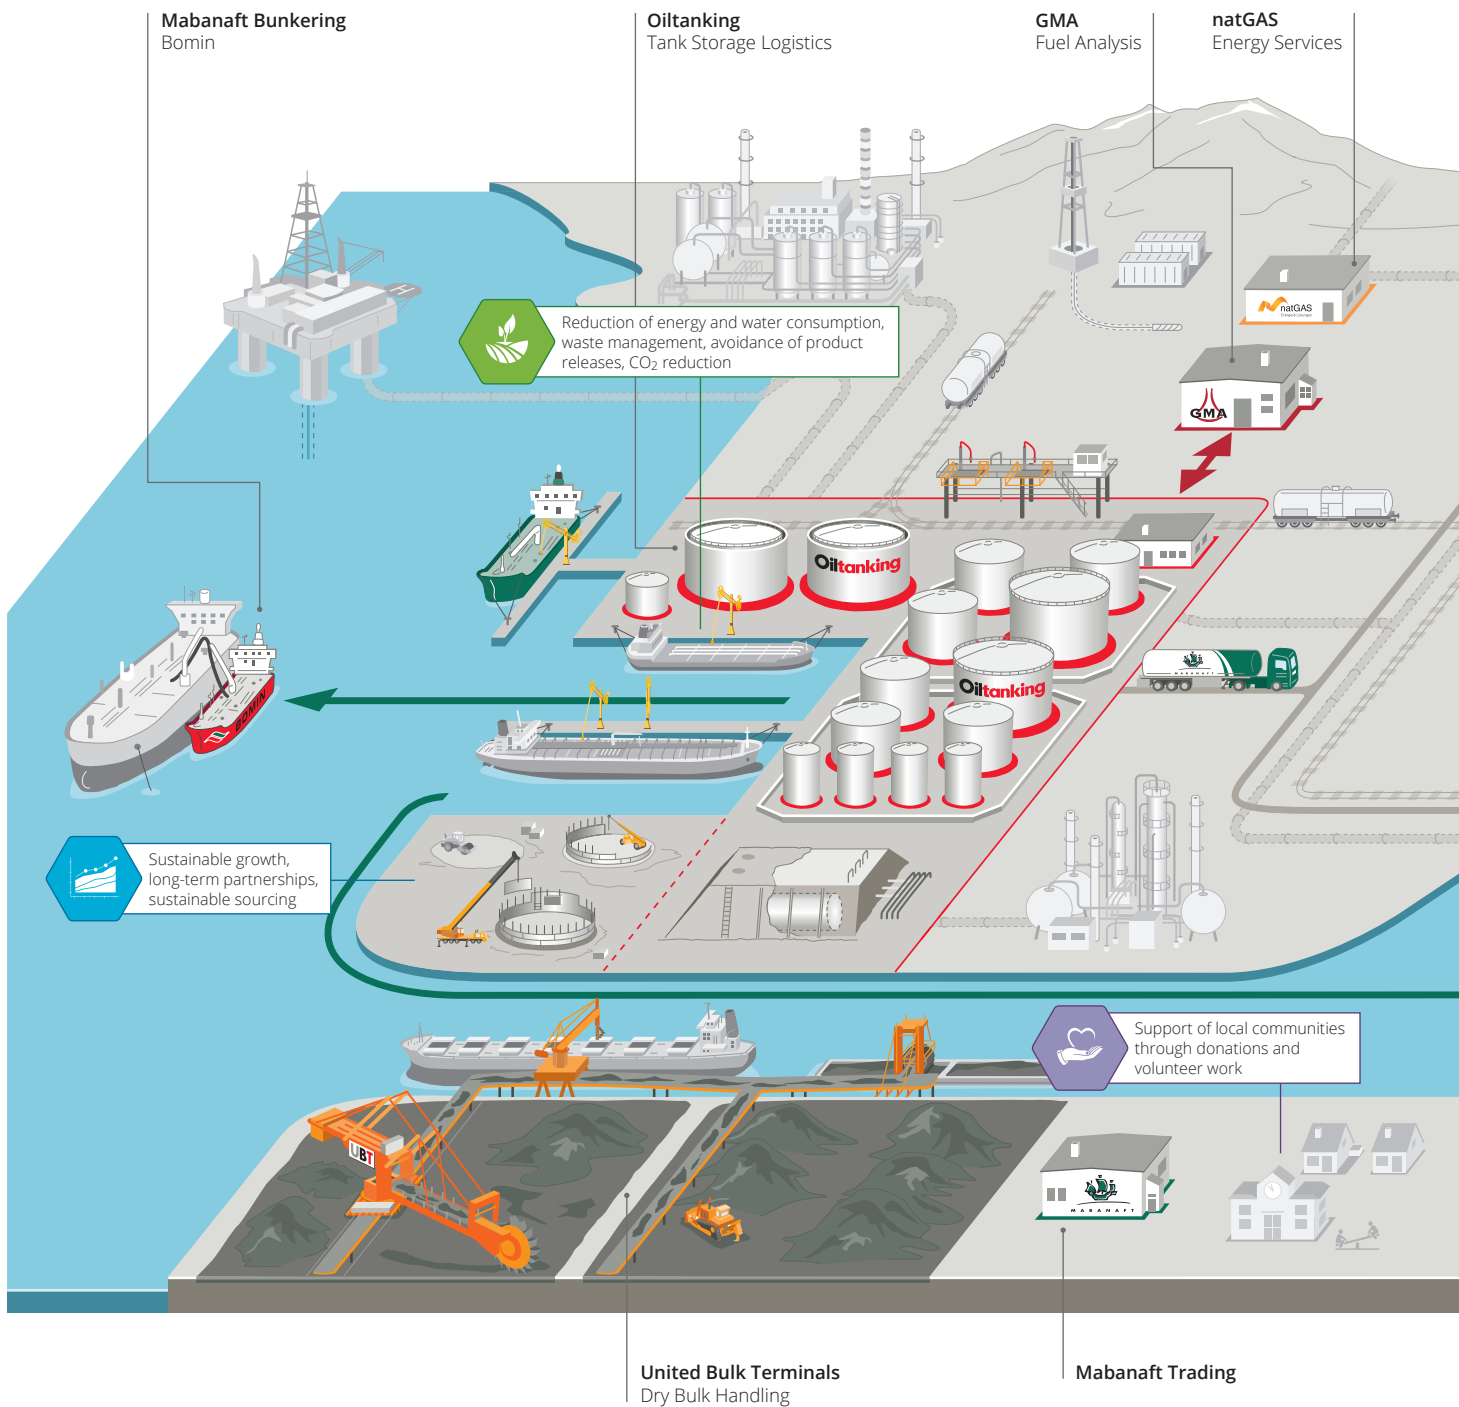 Mabanaft Bunkering
Bomin
Oiltanking
Tank Storage Logistics
GMA
Fuel Analysis
natGAS
Energy Services
natGAS
Reduction of energy and water consumption,
waste management, avoidance of product
releases, CO₂ reduction
GMA
Oiltanking
MABANAFT
Oiltanking
BOMIN
Sustainable growth,
long-term partnerships,
sustainable sourcing
Support of local communities
through donations and
volunteer work
UBT
MABANAFT
United Bulk Terminals
Dry Bulk Handling
Mabanaft Trading